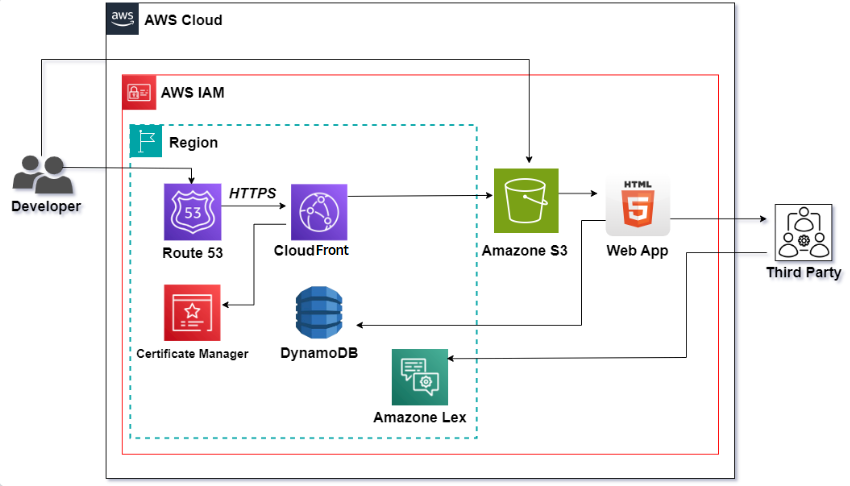 aws
AWS Cloud
AWS IAM
Region
Developer
HTTPS
53
Route 53
CloudFront
Amazone S3
HTML
5
Web App
Third Party
Certificate Manager
DynamoDB
Amazone Lex